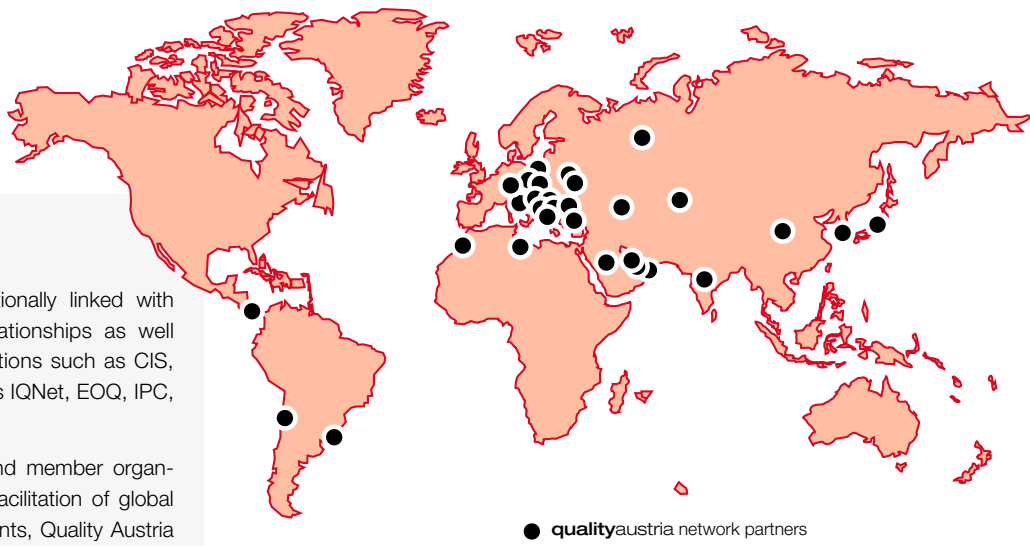 tionally linked with
ationships as well
tions such as CIS,
s IQNet, EOQ, IPC,
nd member organ-
acilitation of global
nts, Quality Austria
qualityaustria network partners